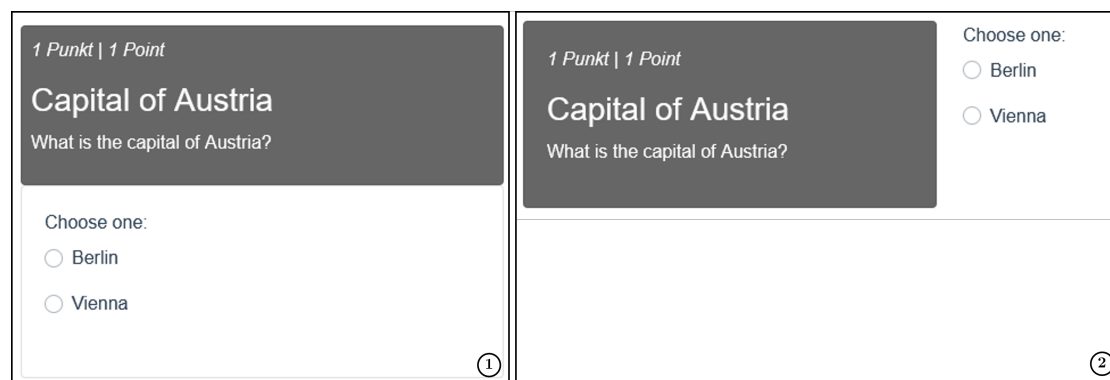 1 Punkt | 1 Point
Capital of Austria
What is the capital of Austria?
Choose one:
Berlin
Vienna
1
1 Punkt | 1 Point
Capital of Austria
What is the capital of Austria?
Choose one:
Berlin
Vienna
2